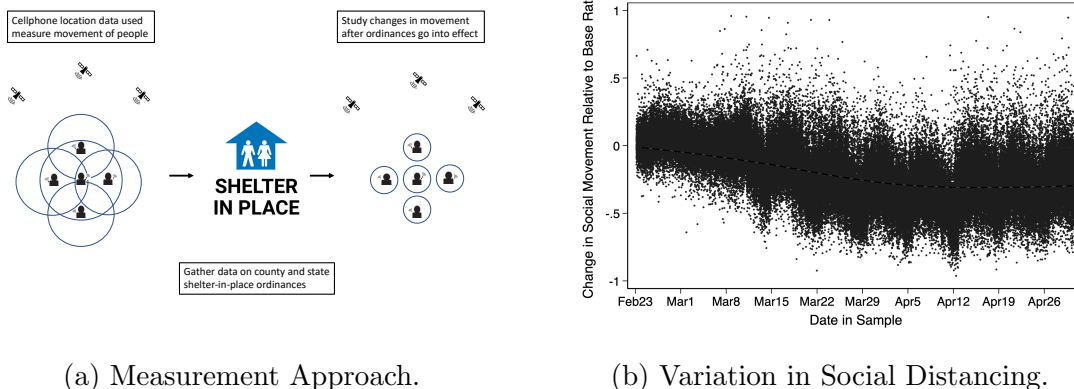 Cellphone location data used
measure movement of people
Study changes in movement
after ordinances go into effect
SHELTER
IN PLACE
Gather data on county and state
shelter-in-place ordinances
(a) Measurement Approach.
Change in Social Movement Relative to Base Rat
1
.5
0
-.5
-1
Feb23 Mar1 Mar8 Mar15 Mar22 Mar29 Apr5 Apr12 Apr19 Apr26
Date in Sample
(b) Variation in Social Distancing.